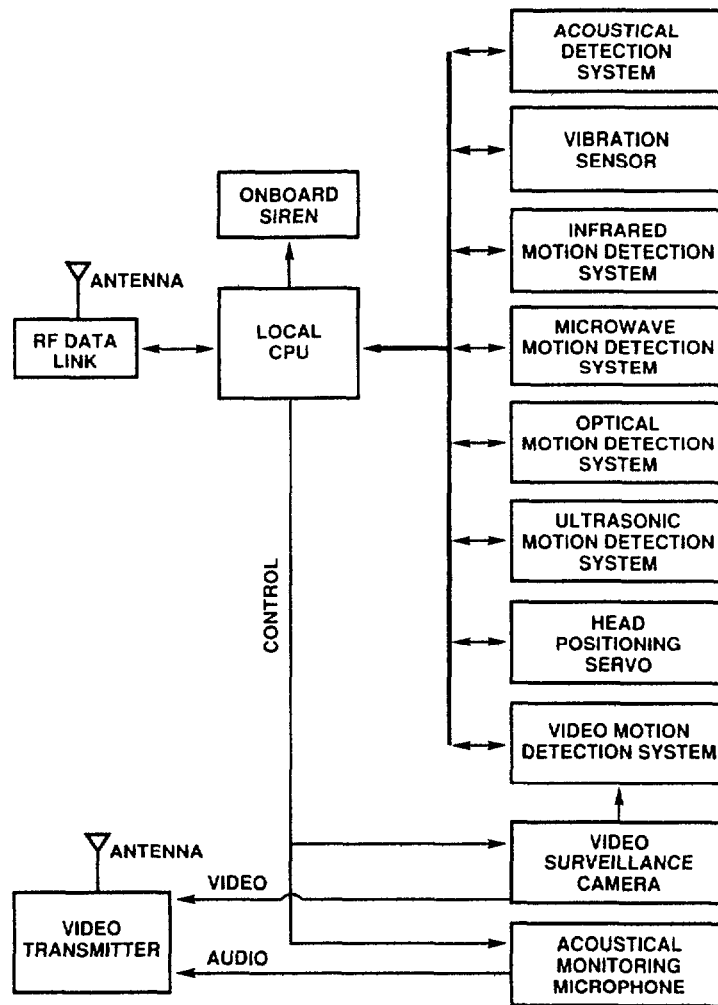 ACOUSTICAL
DETECTION
SYSTEM
VIBRATION
SENSOR
ONBOARD
SIREN
INFRARED
MOTION DETECTION
SYSTEM
ANTENNA
RF DATA
LINK
LOCAL
CPU
MICROWAVE
MOTION DETECTION
SYSTEM
OPTICAL
MOTION DETECTION
SYSTEM
ULTRASONIC
MOTION DETECTION
SYSTEM
CONTROL
HEAD
POSITIONING
SERVO
VIDEO MOTION
DETECTION SYSTEM
ANTENNA
VIDEO
SURVEILLANCE
CAMERA
VIDEO
VIDEO
TRANSMITTER
AUDIO
ACOUSTICAL
MONITORING
MICROPHONE